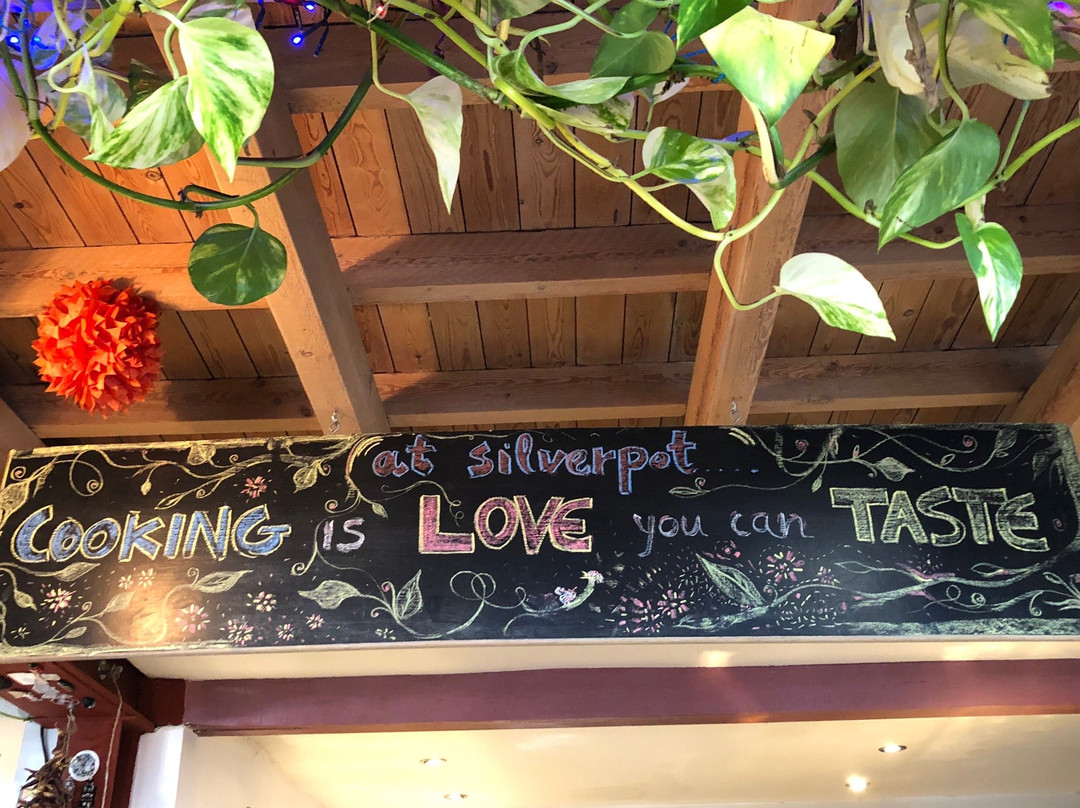 at silverpot....
COOKING is LOVE you can TASTE